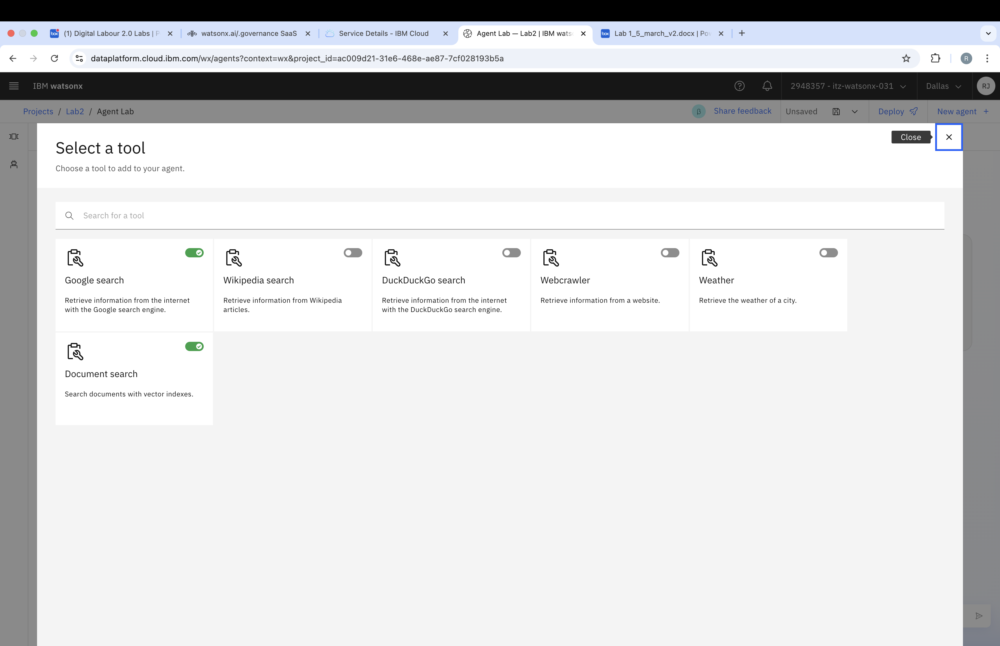 (1) Digital Labour 2.0 Labs | P
watsonx.ai/.governance SaaS
Service Details - IBM Cloud
Agent Lab — Lab2 | IBM wats
Lab 1_5_march_v2.docx | Pow
dataplatform.cloud.ibm.com/wx/agents?context=wx&project_id=ac009d21-31e6-468e-ae87-7cf028193b5a
R
IBM watsonx
2948357 - itz-watsonx-031
Dallas
RJ
Projects / Lab2 / Agent Lab
β
Share feedback
Unsaved
Deploy
New agent +
Select a tool
Close
Choose a tool to add to your agent.
Search for a tool
Google search
Retrieve information from the internet
with the Google search engine.
Wikipedia search
Retrieve information from Wikipedia
articles.
DuckDuckGo search
Retrieve information from the internet
with the DuckDuckGo search engine.
Webcrawler
Retrieve information from a website.
Weather
Retrieve the weather of a city.
Document search
Search documents with vector indexes.